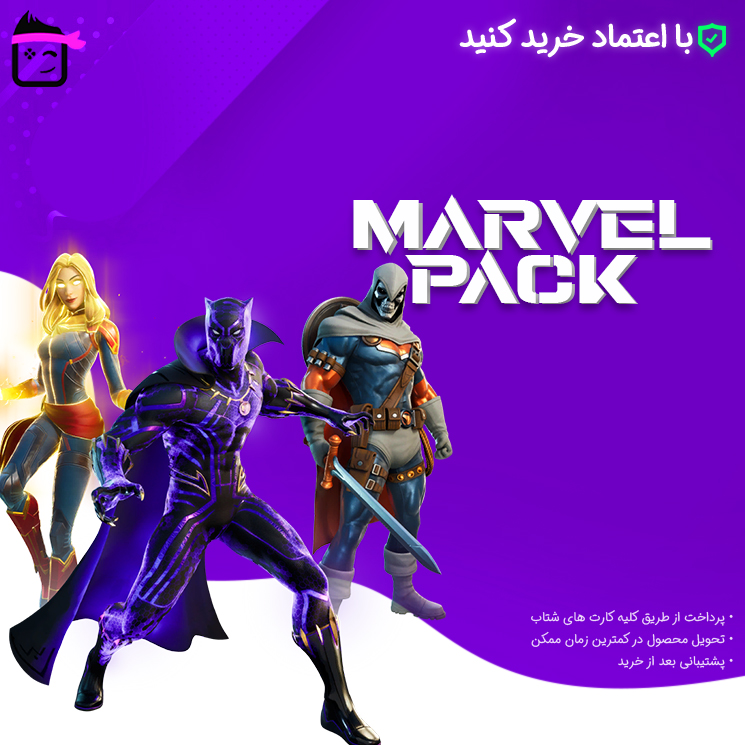 با اعتماد خرید کنید
MARVEL
PACK
• پرداخت از طریق کلیه کارت های شتاب
• تحویل محصول در کمترین زمان ممکن
• پشتیبانی بعد از خرید